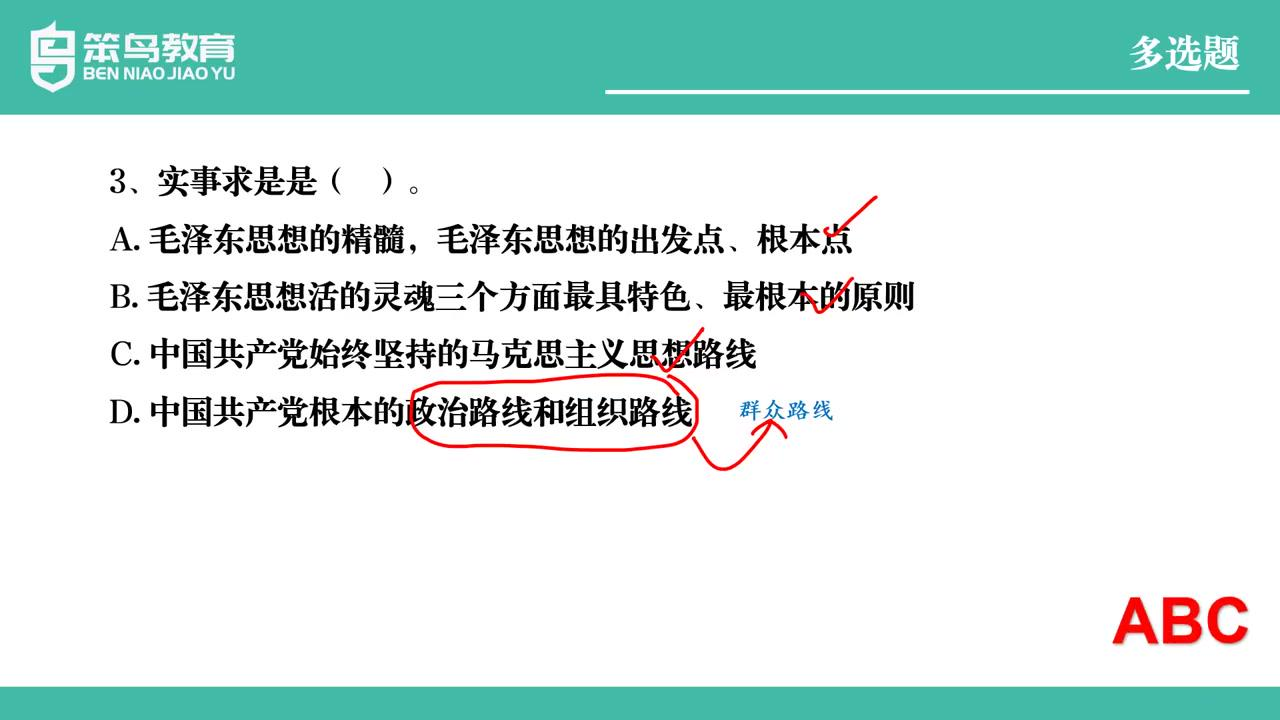 笨鸟教育
BEN NIAO JIAO YU
多选题
3、实事求是是（　）。
A. 毛泽东思想的精髓，毛泽东思想的出发点、根本点
B. 毛泽东思想活的灵魂三个方面最具特色、最根本的原则
C. 中国共产党始终坚持的马克思主义思想路线
D. 中国共产党根本的政治路线和组织路线 群众路线
ABC